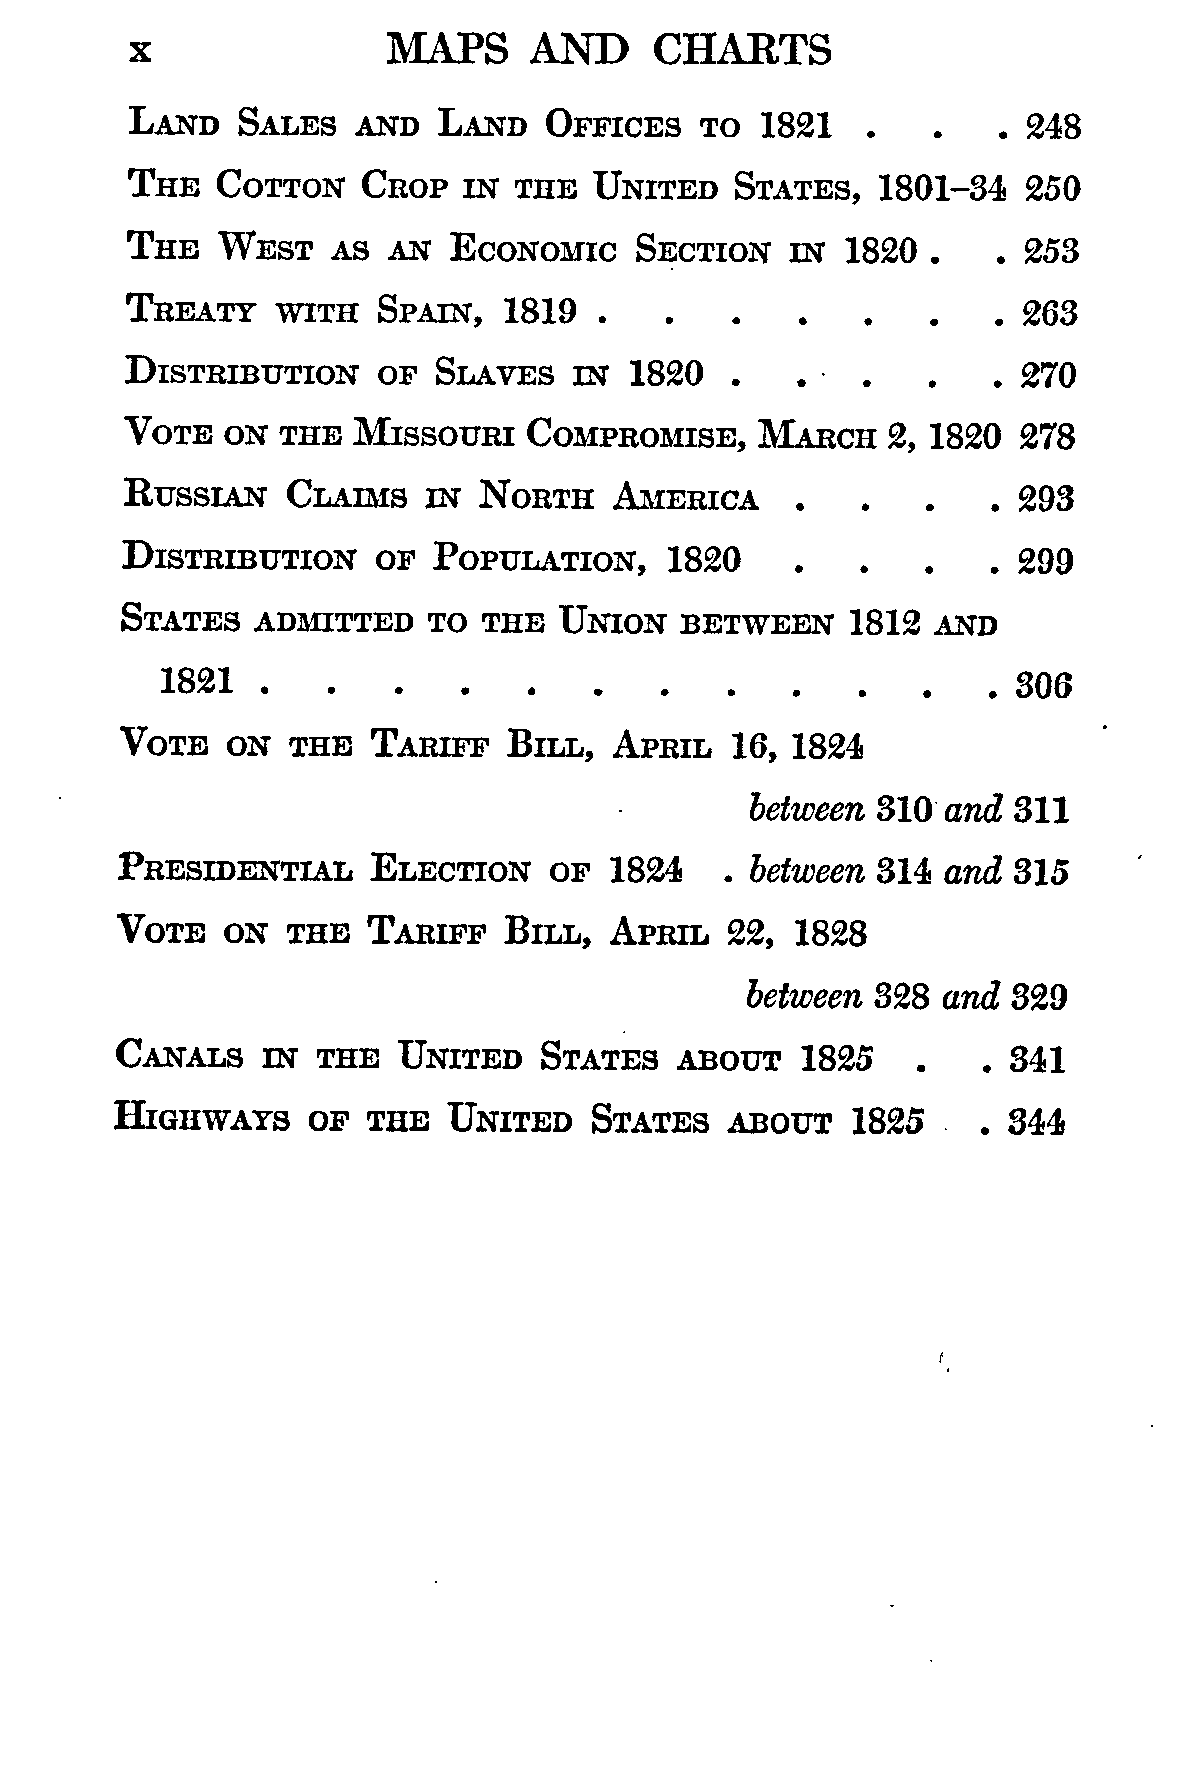 x MAPS AND CHARTS
Land Sales and Land Offices to 1821 . . . 248
The Cotton Crop in the United States, 1801–34 250
The West as an Economic Section in 1820 . . 253
Treaty with Spain, 1819 . . . . . . . 263
Distribution of Slaves in 1820 . . . . . 270
Vote on the Missouri Compromise, March 2, 1820 278
Russian Claims in North America . . . . 293
Distribution of Population, 1820 . . . . 299
States admitted to the Union between 1812 and
1821 . . . . . . . . . . . . 306
Vote on the Tariff Bill, April 16, 1824
between 310 and 311
Presidential Election of 1824 . between 314 and 315
Vote on the Tariff Bill, April 22, 1828
between 328 and 329
Canals in the United States about 1825 . . 341
Highways of the United States about 1825 . 344